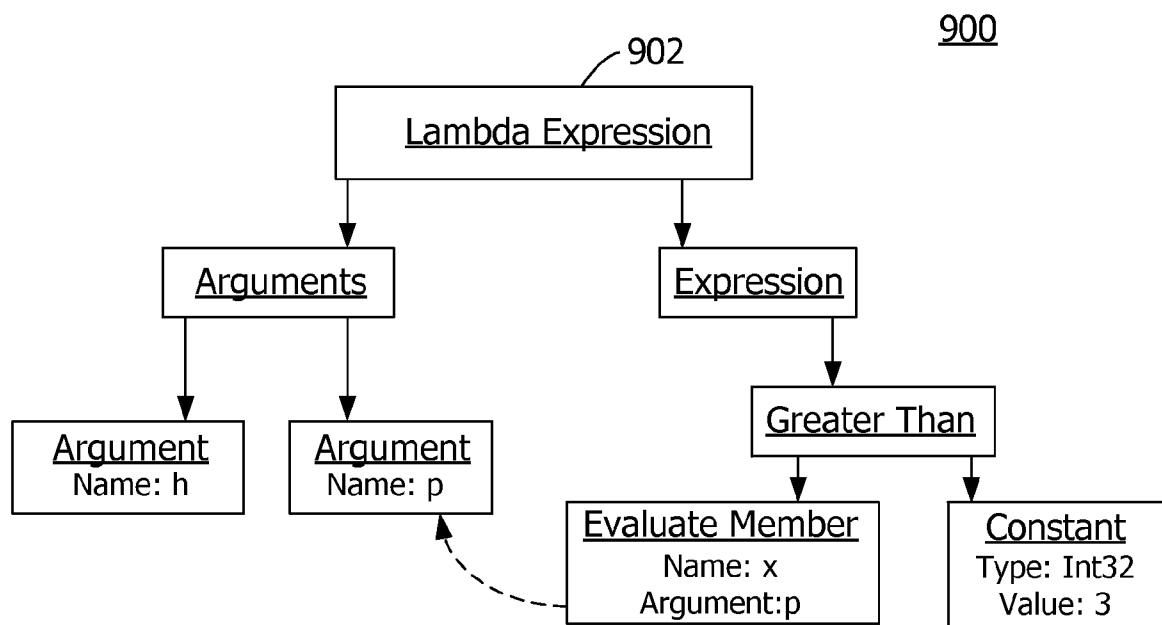 900
902
Lambda Expression
Arguments
Expression
Greater Than
Argument
Name: h
Argument
Name: p
Evaluate Member
Name: x
Argument:p
Constant
Type: Int32
Value: 3